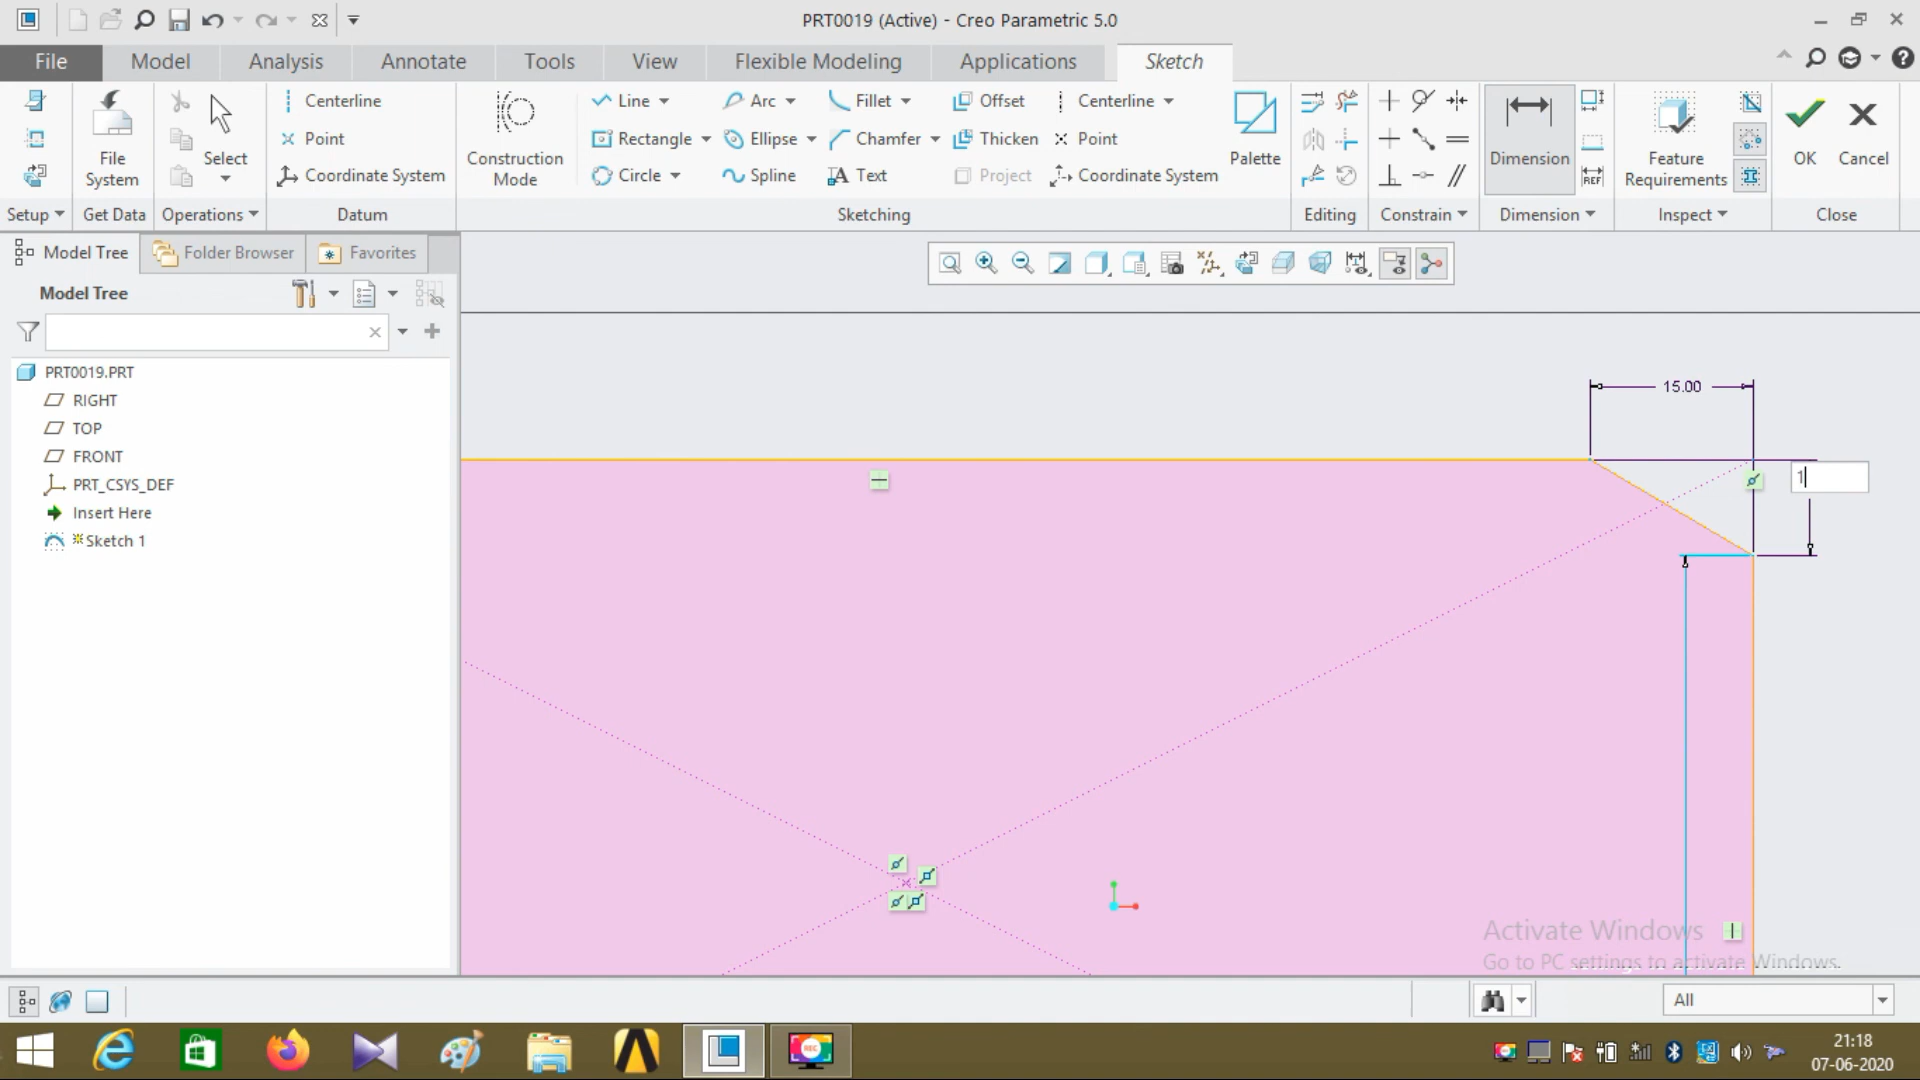 PRT0019 (Active) - Creo Parametric 5.0
File Model Analysis Annotate Tools View Flexible Modeling Applications Sketch
Centerline Line Arc Fillet Offset Centerline
Point Rectangle Ellipse Chamfer Thicken Point
File System Select Construction Mode Palette Dimension Feature Requirements OK Cancel
Coordinate System Circle Spline Text Project Coordinate System REF
Setup Get Data Operations Datum Sketching Editing Constrain Dimension Inspect Close
Model Tree Folder Browser Favorites
Model Tree
PRT0019.PRT
RIGHT
TOP
FRONT
PRT_CSYS_DEF
Insert Here
Sketch 1
15.00
1
Activate Windows
Go to PC settings to activate Windows.
All
REC
21:18
07-06-2020